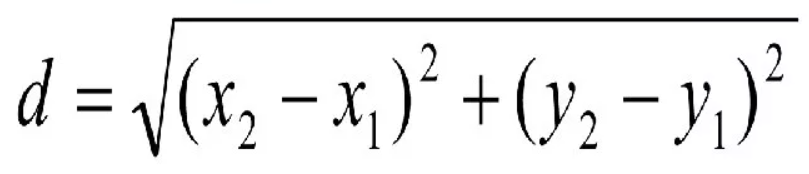 d = √(x₂ − x₁)² + (y₂ − y₁)²